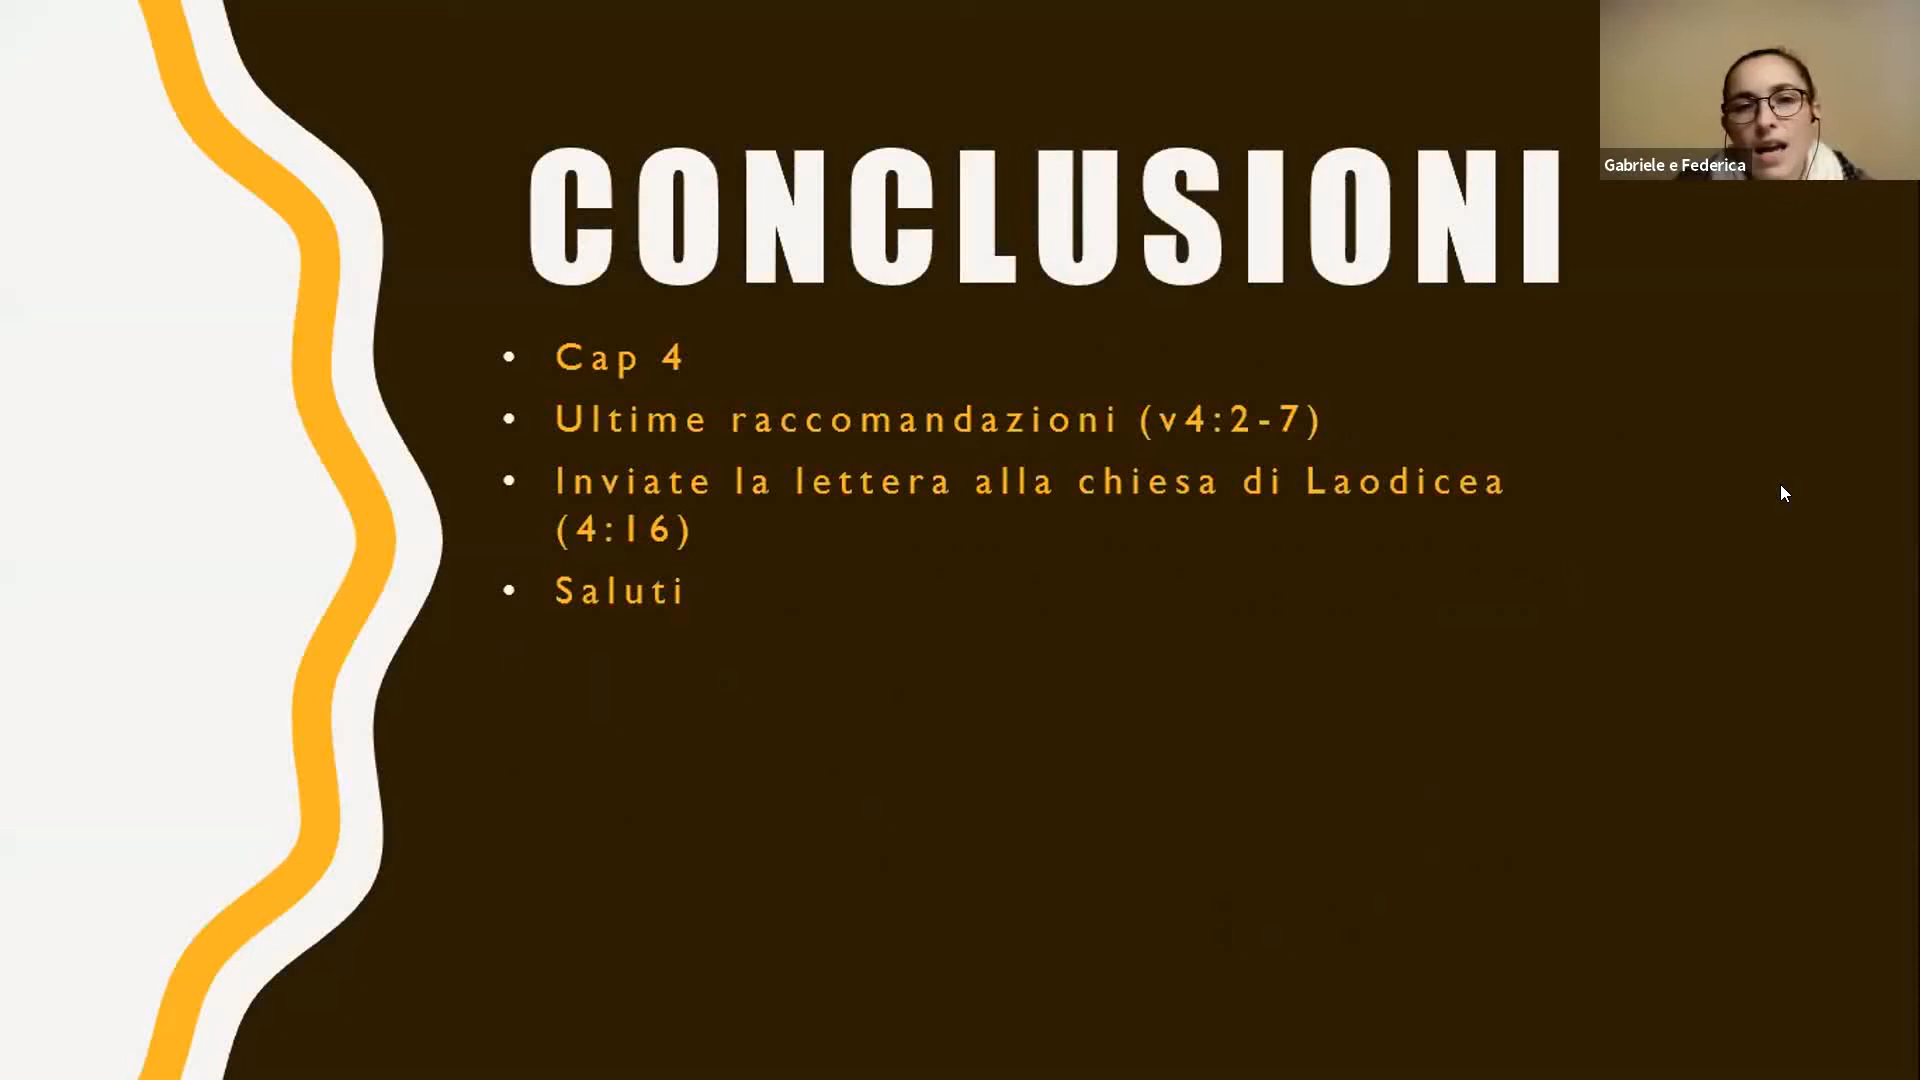 CONCLUSIONI
Gabriele e Federica
• Cap 4
• Ultime raccomandazioni (v4:2-7)
• Inviate la lettera alla chiesa di Laodicea
(4:16)
• Saluti